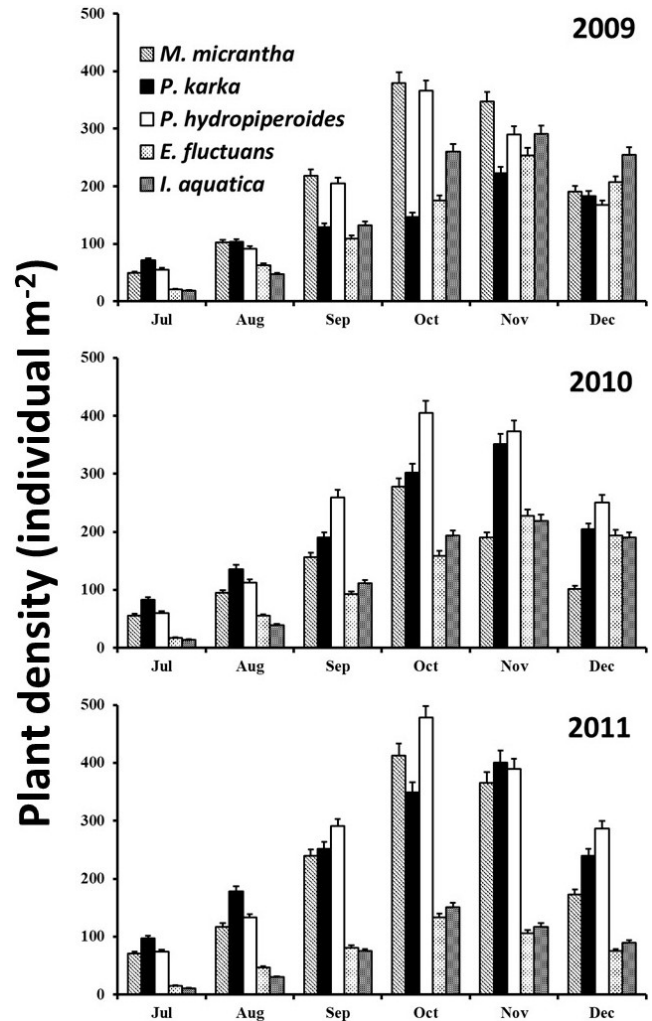 Plant density (individual m⁻²)
2009
M. micrantha
P. karka
P. hydropiperoides
E. fluctuans
I. aquatica
500
400
300
200
100
0
Jul Aug Sep Oct Nov Dec
2010
500
400
300
200
100
0
Jul Aug Sep Oct Nov Dec
2011
500
400
300
200
100
0
Jul Aug Sep Oct Nov Dec